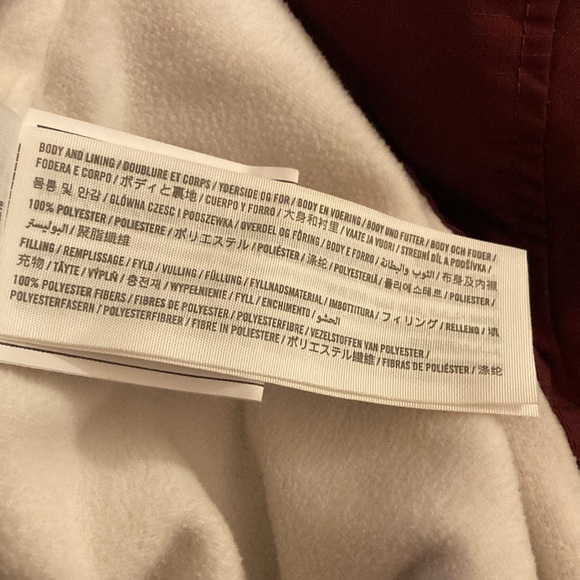 BODY AND LINING / DOUBLURE ET CORPS / YDERSIDE OG FOR / BODY EN VOERING / BODY UND FUTTER / BODY OCH FODER /
FODERA E CORPO / ボディと裏地 / CUERPO Y FORRO / 大身和衬里 / VAATE JA VUORI / STREDNÍ DÍL A PODŠÍVKA /
몸통 및 안감 / GŁÓWNA CZESC I PODSZEWKA / OVERDEL OG FÔRING / BODY E FORRO / الثوب والبطانة / 布身及內襯
100% POLYESTER / POLIESTERE / ポリエステル / POLIÉSTER / 涤纶 / POLYESTERIÄ / 폴리에스테르 / POLIESTER /
البوليستر / 聚脂纖維
FILLING / REMPLISSAGE / FYLD / VULLING / FÜLLUNG / FYLLNADSMATERIAL / IMBOTTITURA / フィリング / RELLENO / 填
充物 / TÄYTE / VÝPLŇ / 충전재 / WYPEŁNIENIE / FYLL / ENCHIMENTO / الحشو
100% POLYESTER FIBERS / FIBRES DE POLYESTER / POLYESTERFIBRE / VEZELSTOFFEN VAN POLYESTER /
POLYESTERFASERN / POLYESTERFIBRER / FIBRE IN POLIESTERE / ポリエステル繊維 / FIBRAS DE POLIÉSTER / 涤纶